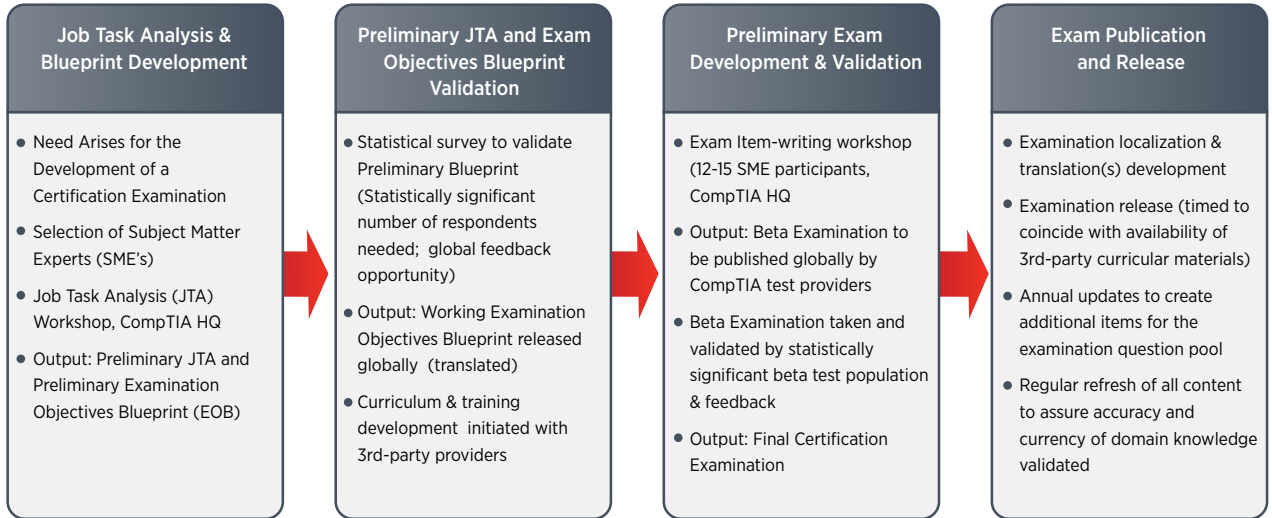 Job Task Analysis &
Blueprint Development
• Need Arises for the
Development of a
Certification Examination
• Selection of Subject Matter
Experts (SME's)
• Job Task Analysis (JTA)
Workshop, CompTIA HQ
• Output: Preliminary JTA and
Preliminary Examination
Objectives Blueprint (EOB)
Preliminary JTA and Exam
Objectives Blueprint
Validation
• Statistical survey to validate
Preliminary Blueprint
(Statistically significant
number of respondents
needed; global feedback
opportunity)
• Output: Working Examination
Objectives Blueprint released
globally (translated)
• Curriculum & training
development initiated with
3rd-party providers
Preliminary Exam
Development & Validation
• Exam Item-writing workshop
(12-15 SME participants,
CompTIA HQ
• Output: Beta Examination to
be published globally by
CompTIA test providers
• Beta Examination taken and
validated by statistically
significant beta test population
& feedback
• Output: Final Certification
Examination
Exam Publication
and Release
• Examination localization &
translation(s) development
• Examination release (timed to
coincide with availability of
3rd-party curricular materials)
• Annual updates to create
additional items for the
examination question pool
• Regular refresh of all content
to assure accuracy and
currency of domain knowledge
validated